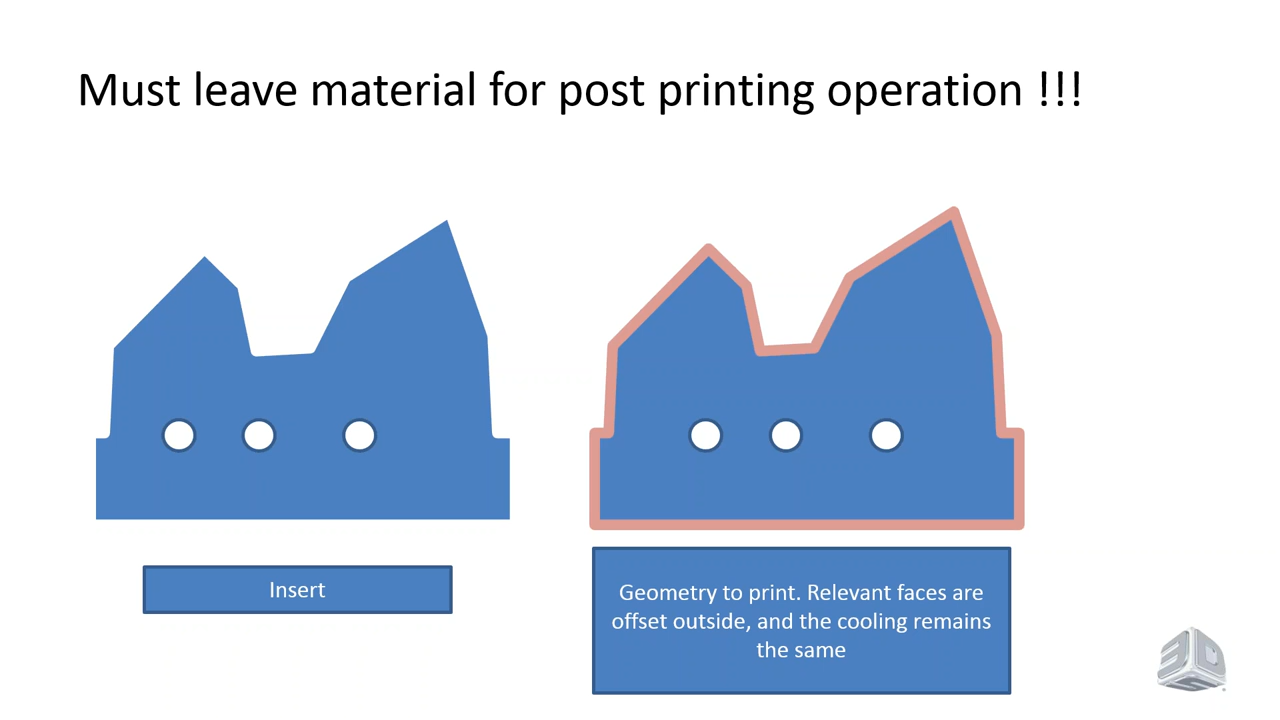 Must leave material for post printing operation !!!
Insert
Geometry to print. Relevant faces are
offset outside, and the cooling remains
the same